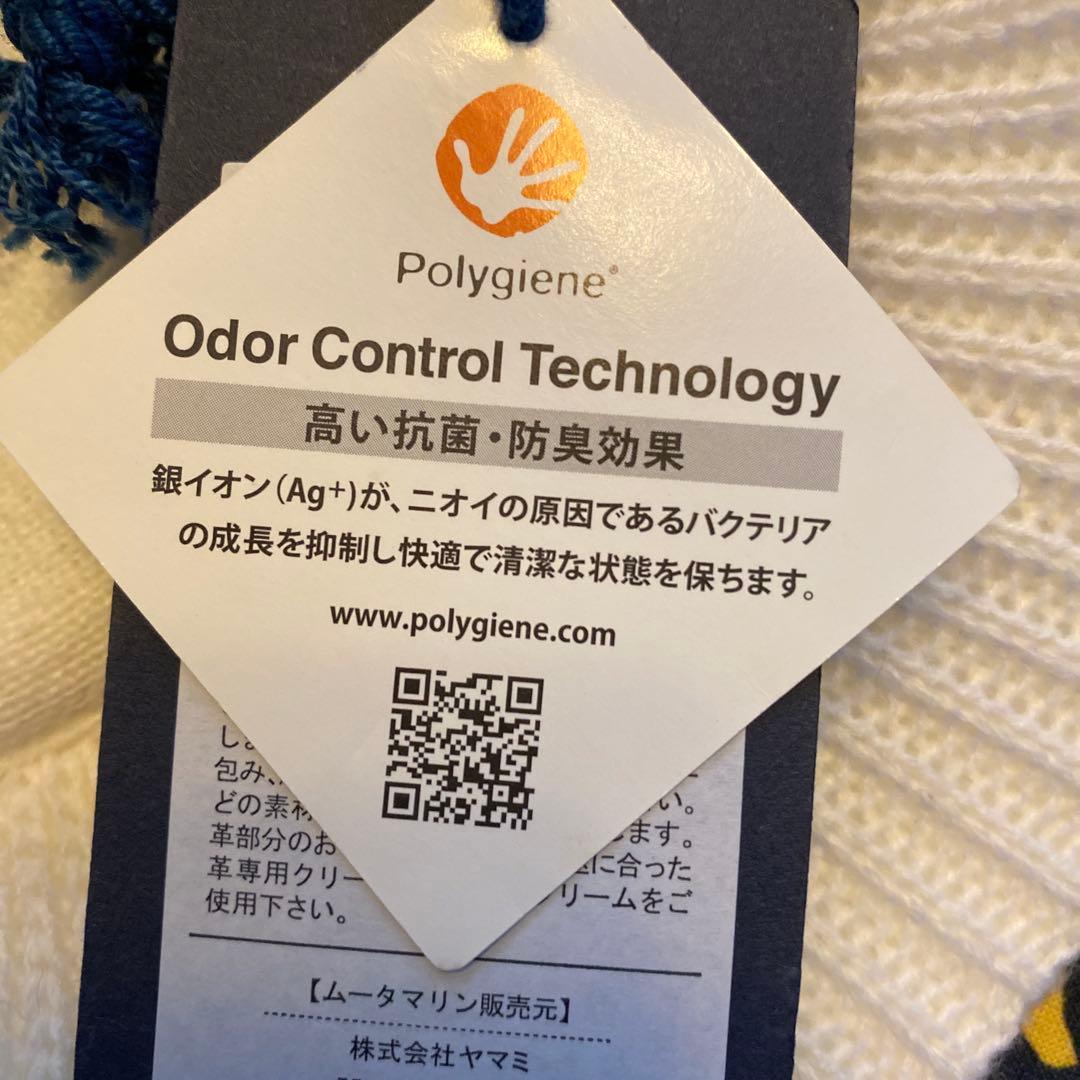 Polygiene®
Odor Control Technology
高い抗菌・防臭効果
銀イオン(Ag+)が、ニオイの原因であるバクテリア
の成長を抑制し快適で清潔な状態を保ちます。
www.polygiene.com
包み、
どの素材 い。
革部分のお ます。
革専用クリー に合った
使用下さい。 リームをご
【ムータマリン販売元】
株式会社ヤマミ